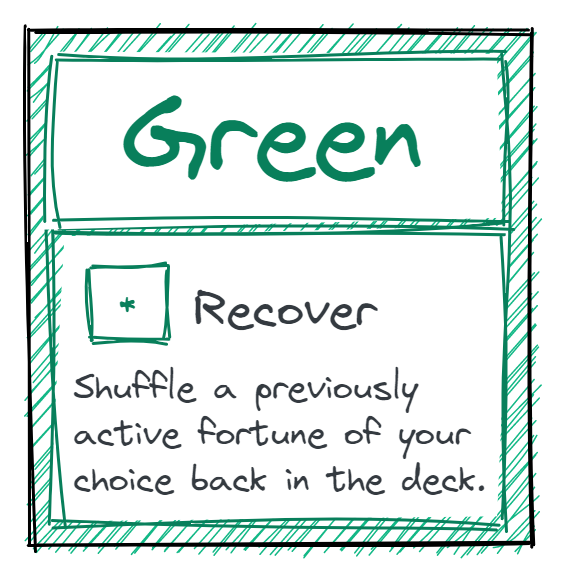 Green
* Recover
Shuffle a previously
active fortune of your
choice back in the deck.